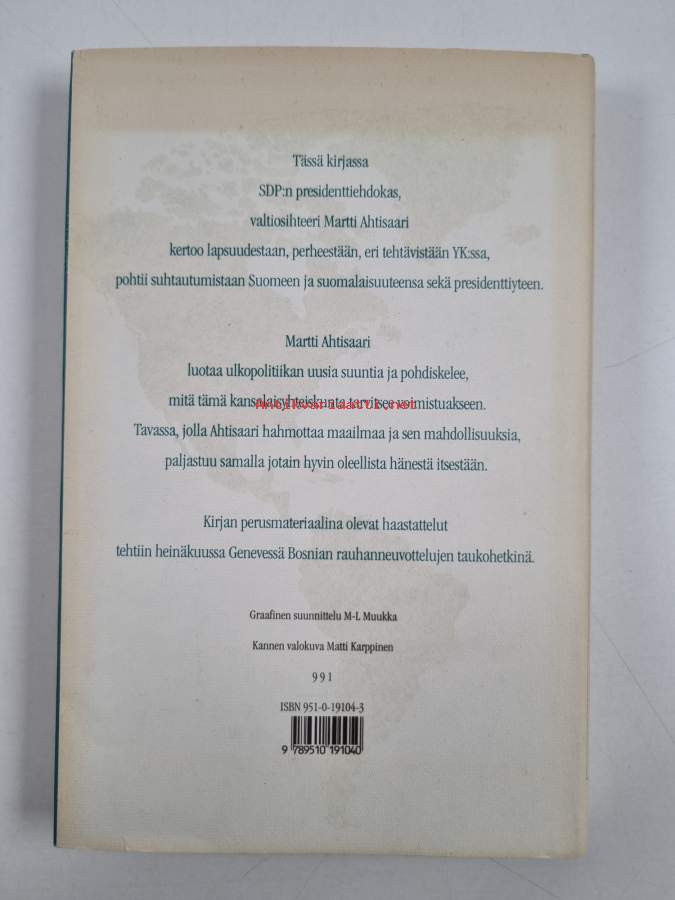 Tässä kirjassa
SDP:n presidenttiehdokas,
valtiosihteeri Martti Ahtisaari
kertoo lapsuudestaan, perheestään, eri tehtävistään YK:ssa,
pohtii suhtautumistaan Suomeen ja suomalaisuuteensa sekä presidenttiyteen.
Martti Ahtisaari
luotaa ulkopolitiikan uusia suuntia ja pohdiskelee,
mitä tämä kansalaisyhteiskunta tarvitsee voimistuakseen.
Antikvariaatti.net
Tavassa, jolla Ahtisaari hahmottaa maailmaa ja sen mahdollisuuksia,
paljastuu samalla jotain hyvin oleellista hänestä itsestään.
Kirjan perusmateriaalina olevat haastattelut
tehtiin heinäkuussa Genevessä Bosnian rauhanneuvottelujen taukohetkinä.
Graafinen suunnittelu M-L Muukka
Kannen valokuva Matti Karppinen
991
ISBN 951-0-19104-3
9 789510 191040